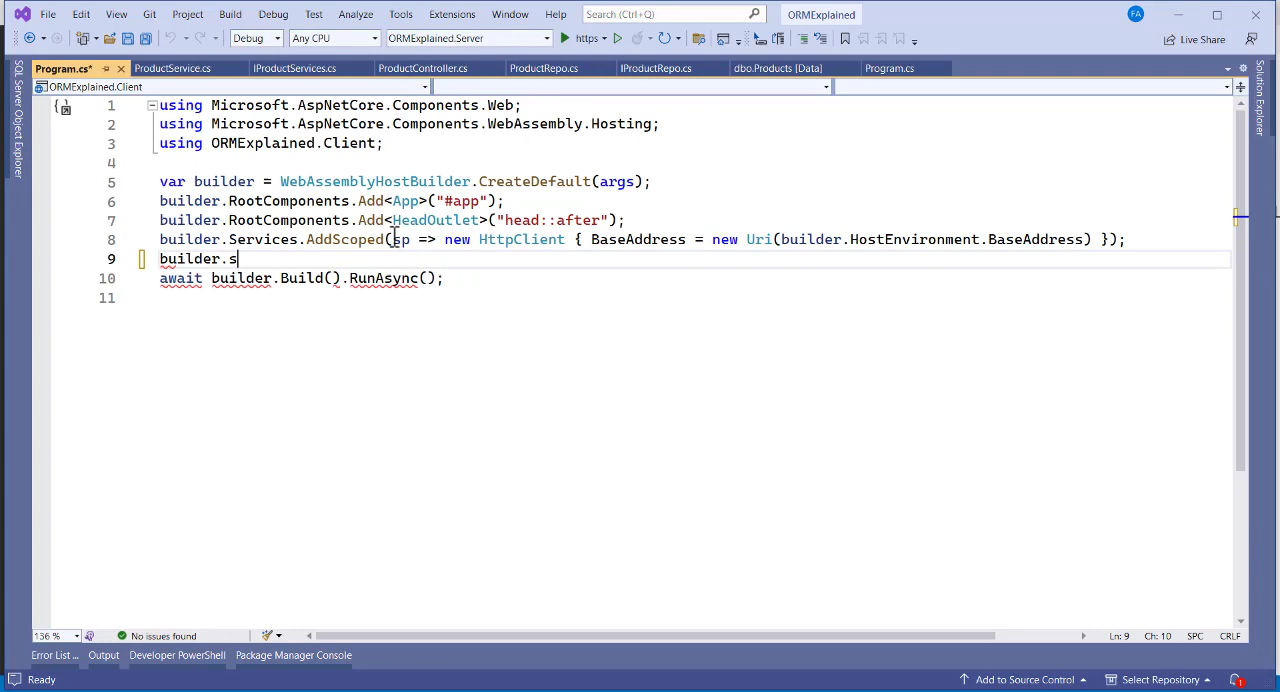 File Edit View Git Project Build Debug Test Analyze Tools Extensions Window Help Search (Ctrl+Q) ORMExplained FA
Debug Any CPU ORMExplained.Server https Live Share
Program.cs* ProductService.cs IProductServices.cs ProductController.cs ProductRepo.cs IProductRepo.cs dbo.Products [Data] Program.cs
ORMExplained.Client
SQL Server Object Explorer
Solution Explorer
1 using Microsoft.AspNetCore.Components.Web;
2 using Microsoft.AspNetCore.Components.WebAssembly.Hosting;
3 using ORMExplained.Client;
4
5 var builder = WebAssemblyHostBuilder.CreateDefault(args);
6 builder.RootComponents.Add<App>("#app");
7 builder.RootComponents.Add<HeadOutlet>("head::after");
8 builder.Services.AddScoped(sp => new HttpClient { BaseAddress = new Uri(builder.HostEnvironment.BaseAddress) });
9 builder.s
10 await builder.Build().RunAsync();
11
136 % No issues found Ln: 9 Ch: 10 SPC CRLF
Error List ... Output Developer PowerShell Package Manager Console
Ready Add to Source Control Select Repository 1